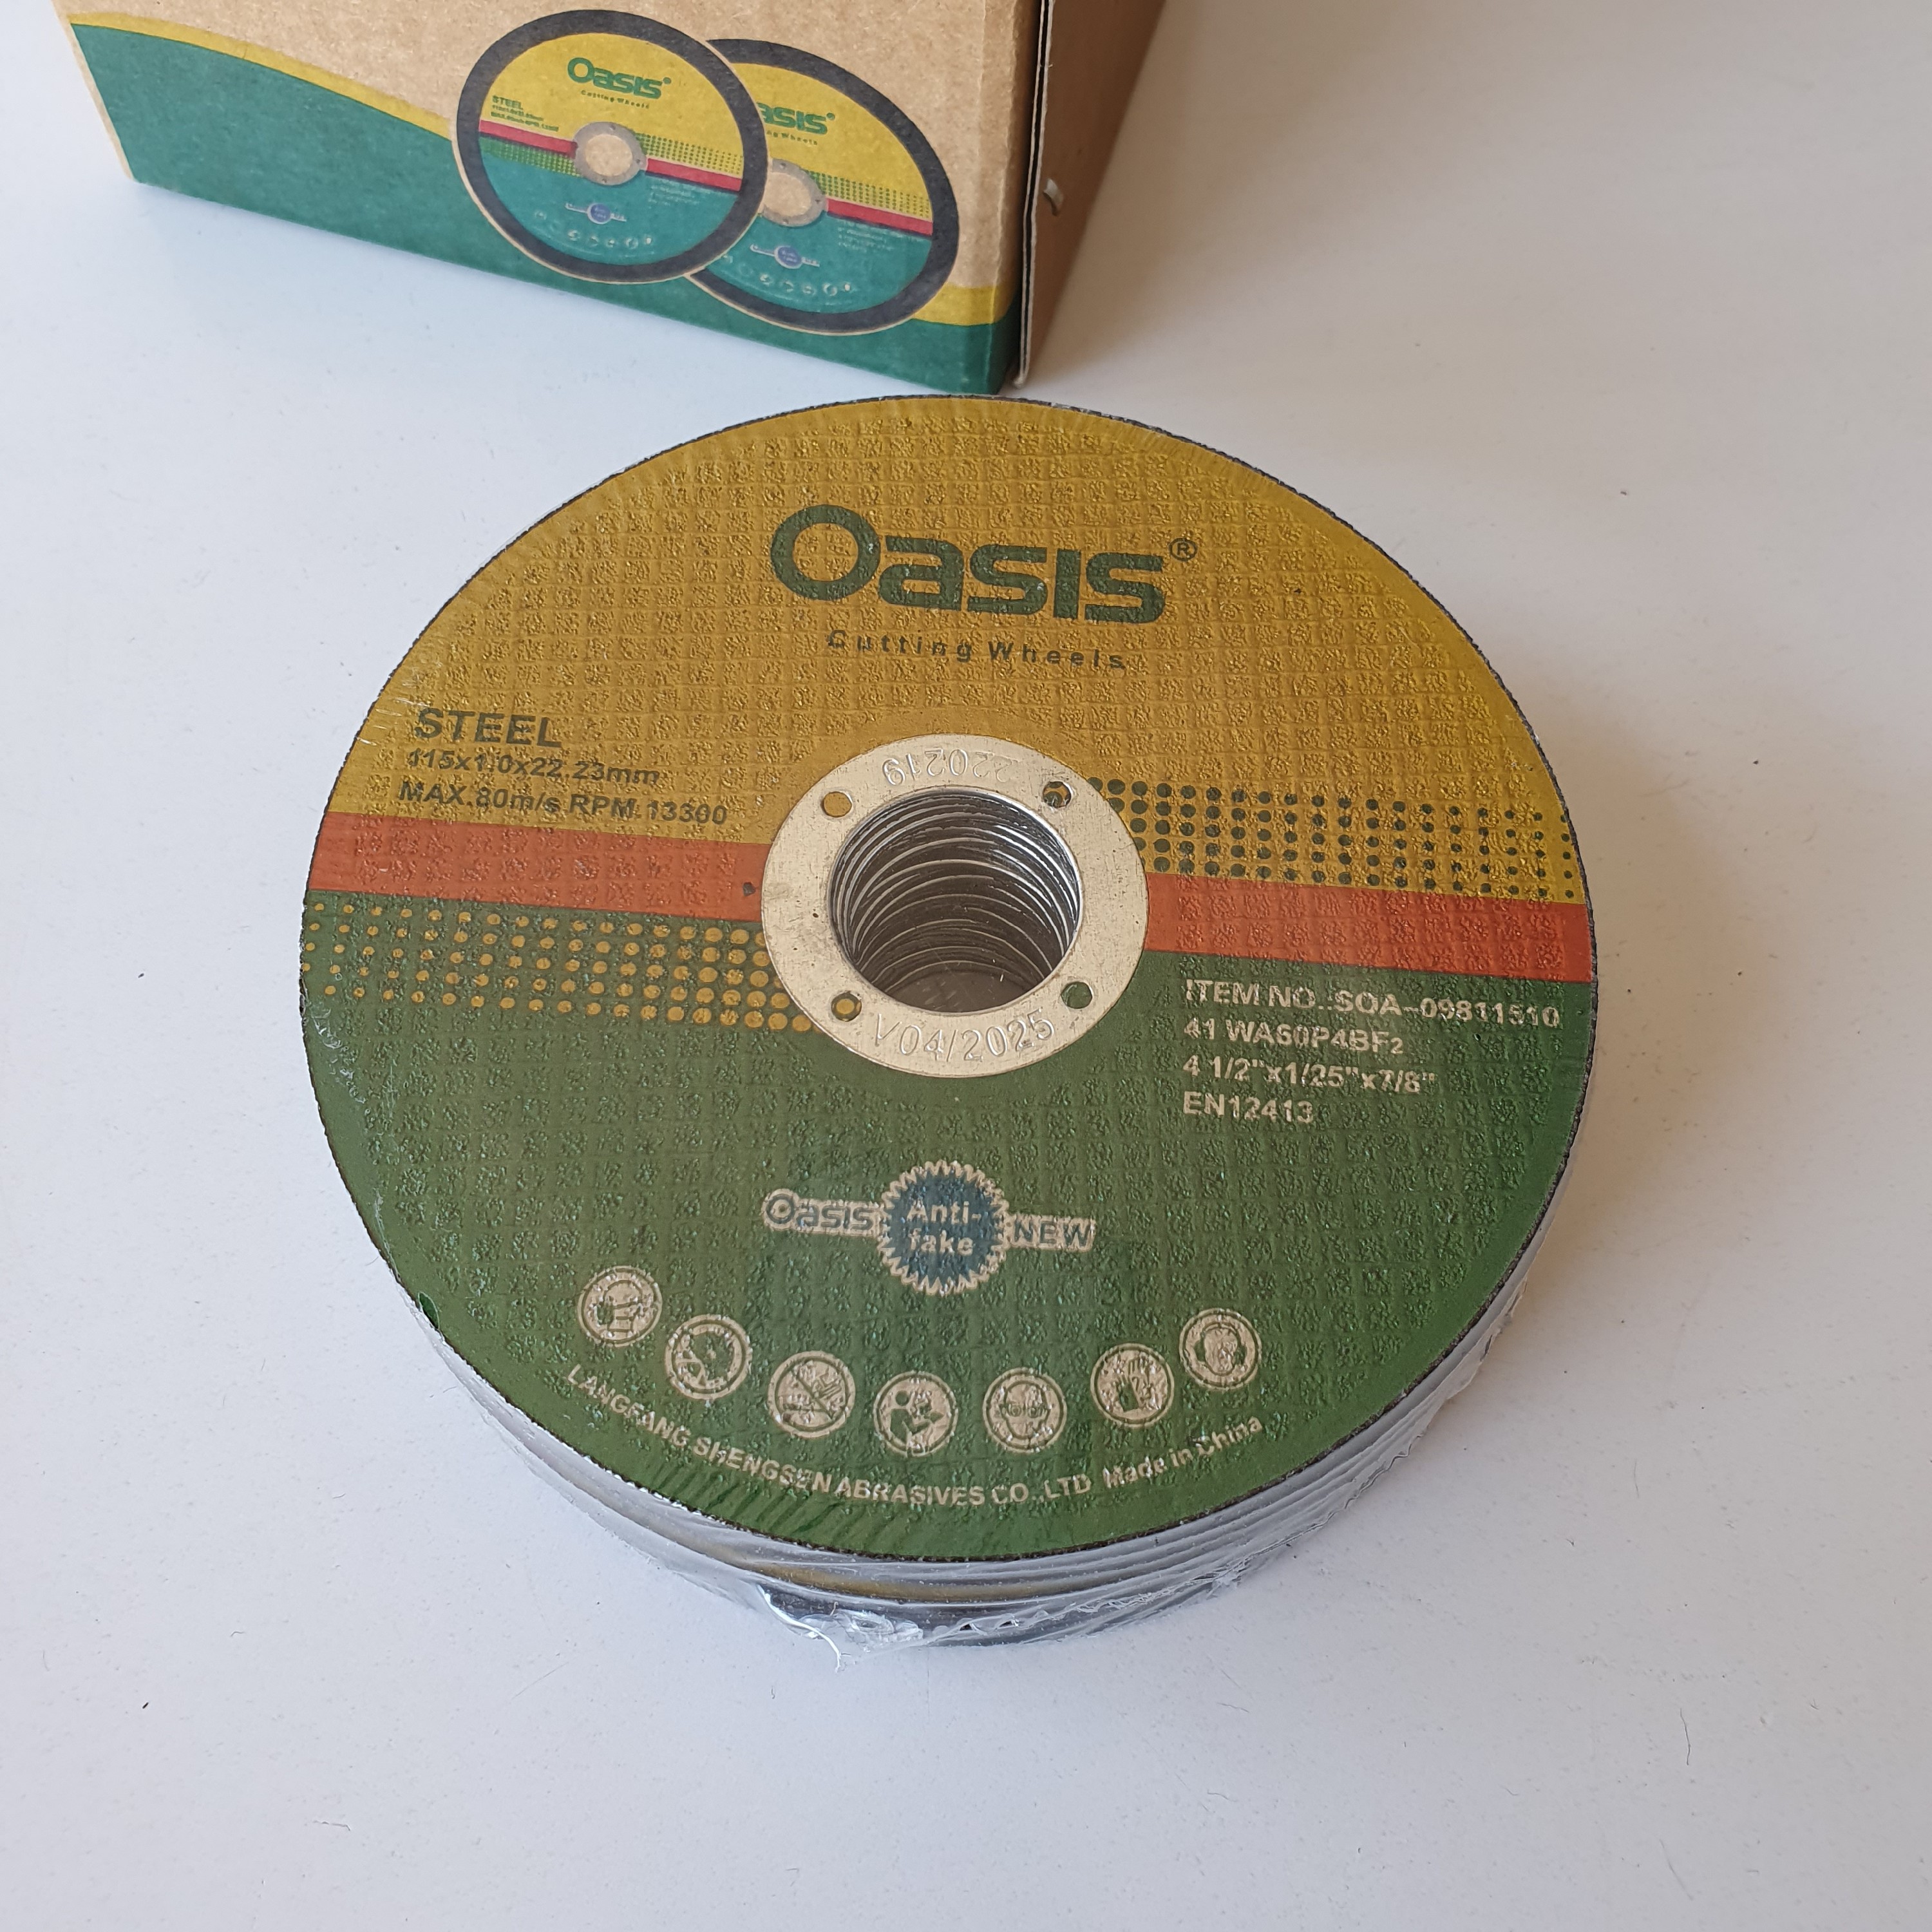 Oasis®
Cutting Wheels
STEEL
asis®
Oasis®
Cutting Wheels
STEEL
115x1.0x22.23mm
MAX.80m/s RPM.13300
220219
V04/2025
ITEM NO.:SOA-09811510
41 WA60P4BF2
4 1/2"x1/25"x7/8"
EN12413
Oasis Anti-fake NEW
LANGFANG SHENGSEN ABRASIVES CO.,LTD Made in China